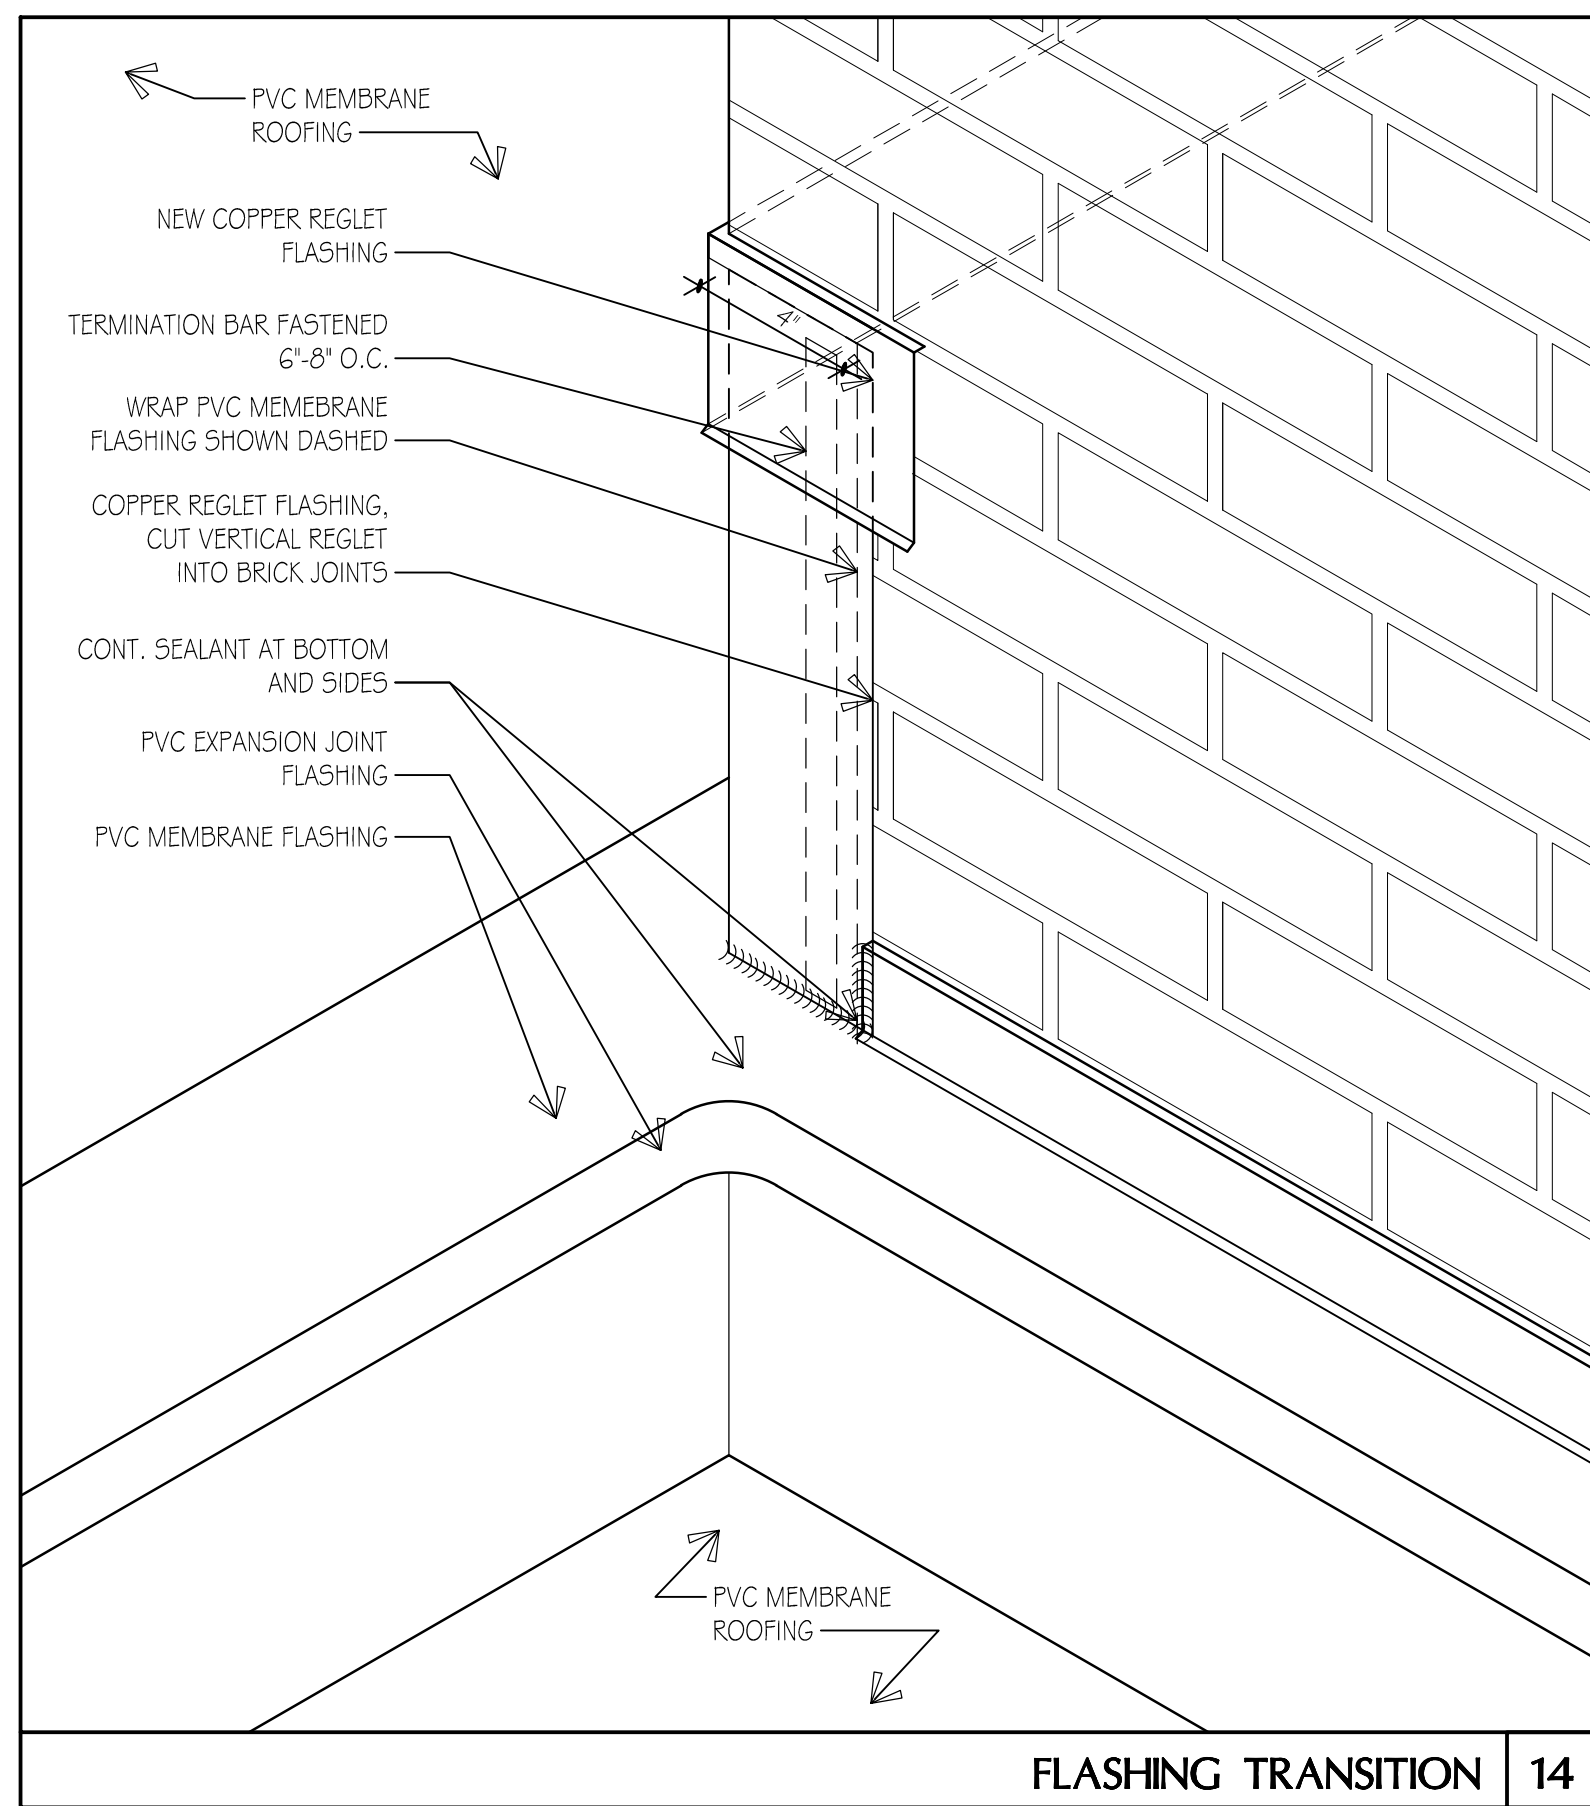 PVC MEMBRANE
ROOFING
NEW COPPER REGLET
FLASHING
4"
TERMINATION BAR FASTENED
6"-8" O.C.
WRAP PVC MEMEBRANE
FLASHING SHOWN DASHED
COPPER REGLET FLASHING,
CUT VERTICAL REGLET
INTO BRICK JOINTS
CONT. SEALANT AT BOTTOM
AND SIDES
PVC EXPANSION JOINT
FLASHING
PVC MEMBRANE FLASHING
PVC MEMBRANE
ROOFING
FLASHING TRANSITION
14